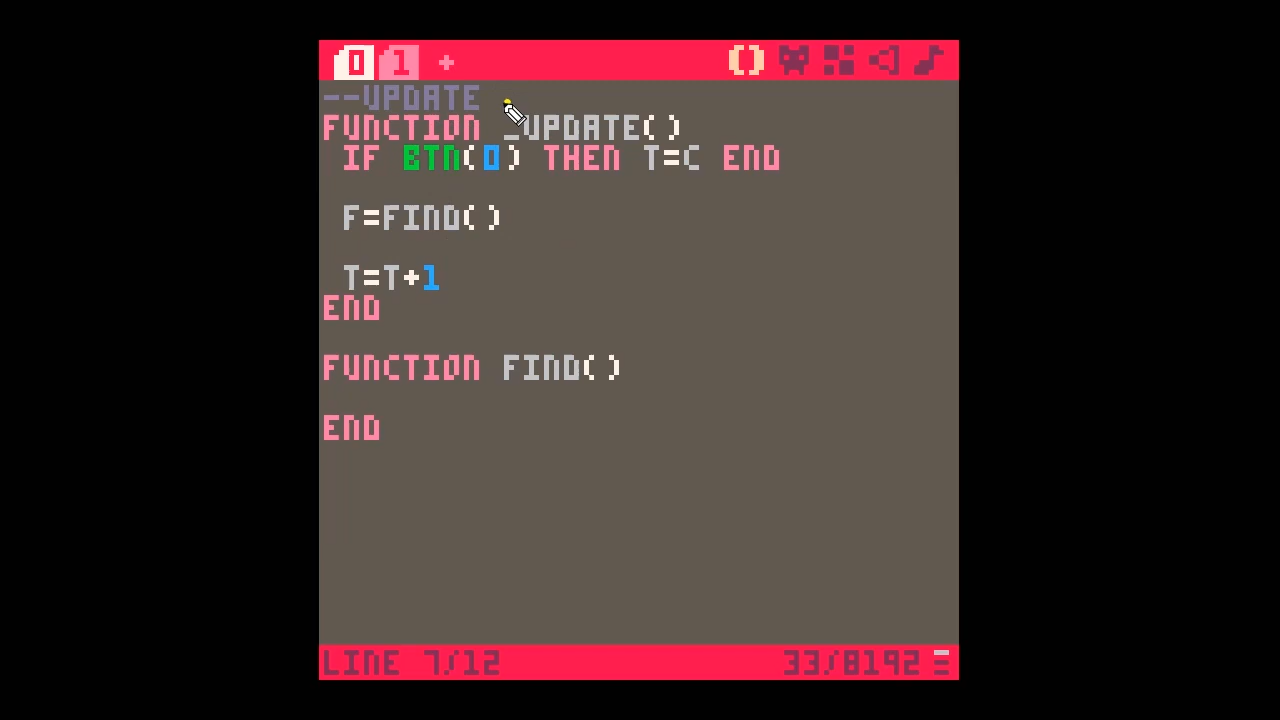 0 1 +
--UPDATE
FUNCTION _UPDATE()
IF BTN(0) THEN T=C END
F=FIND()
T=T+1
END
FUNCTION FIND()
END
LINE 7/12 33/8192